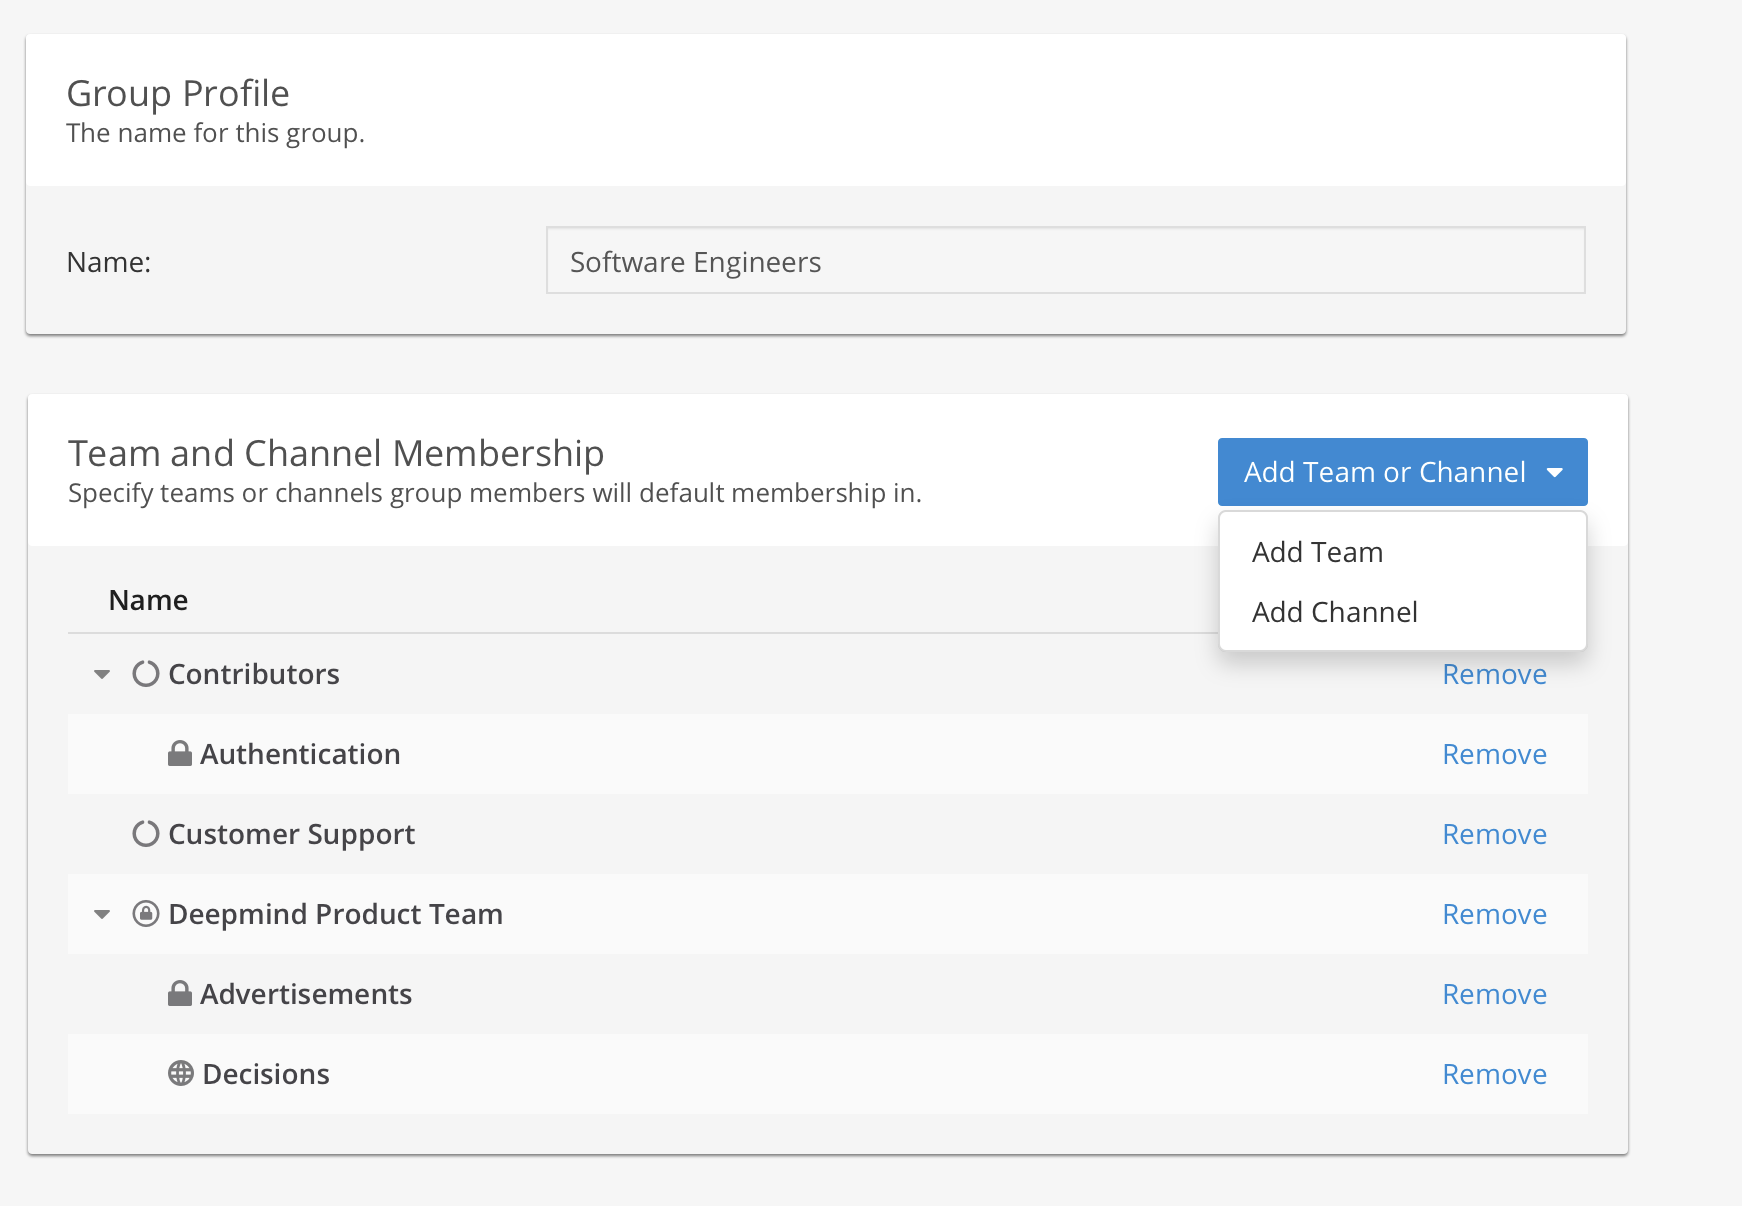 Group Profile
The name for this group.
Name:
Software Engineers
Team and Channel Membership
Specify teams or channels group members will default membership in.
Add Team or Channel
Add Team
Add Channel
Name
Contributors
Remove
Authentication
Remove
Customer Support
Remove
Deepmind Product Team
Remove
Advertisements
Remove
Decisions
Remove